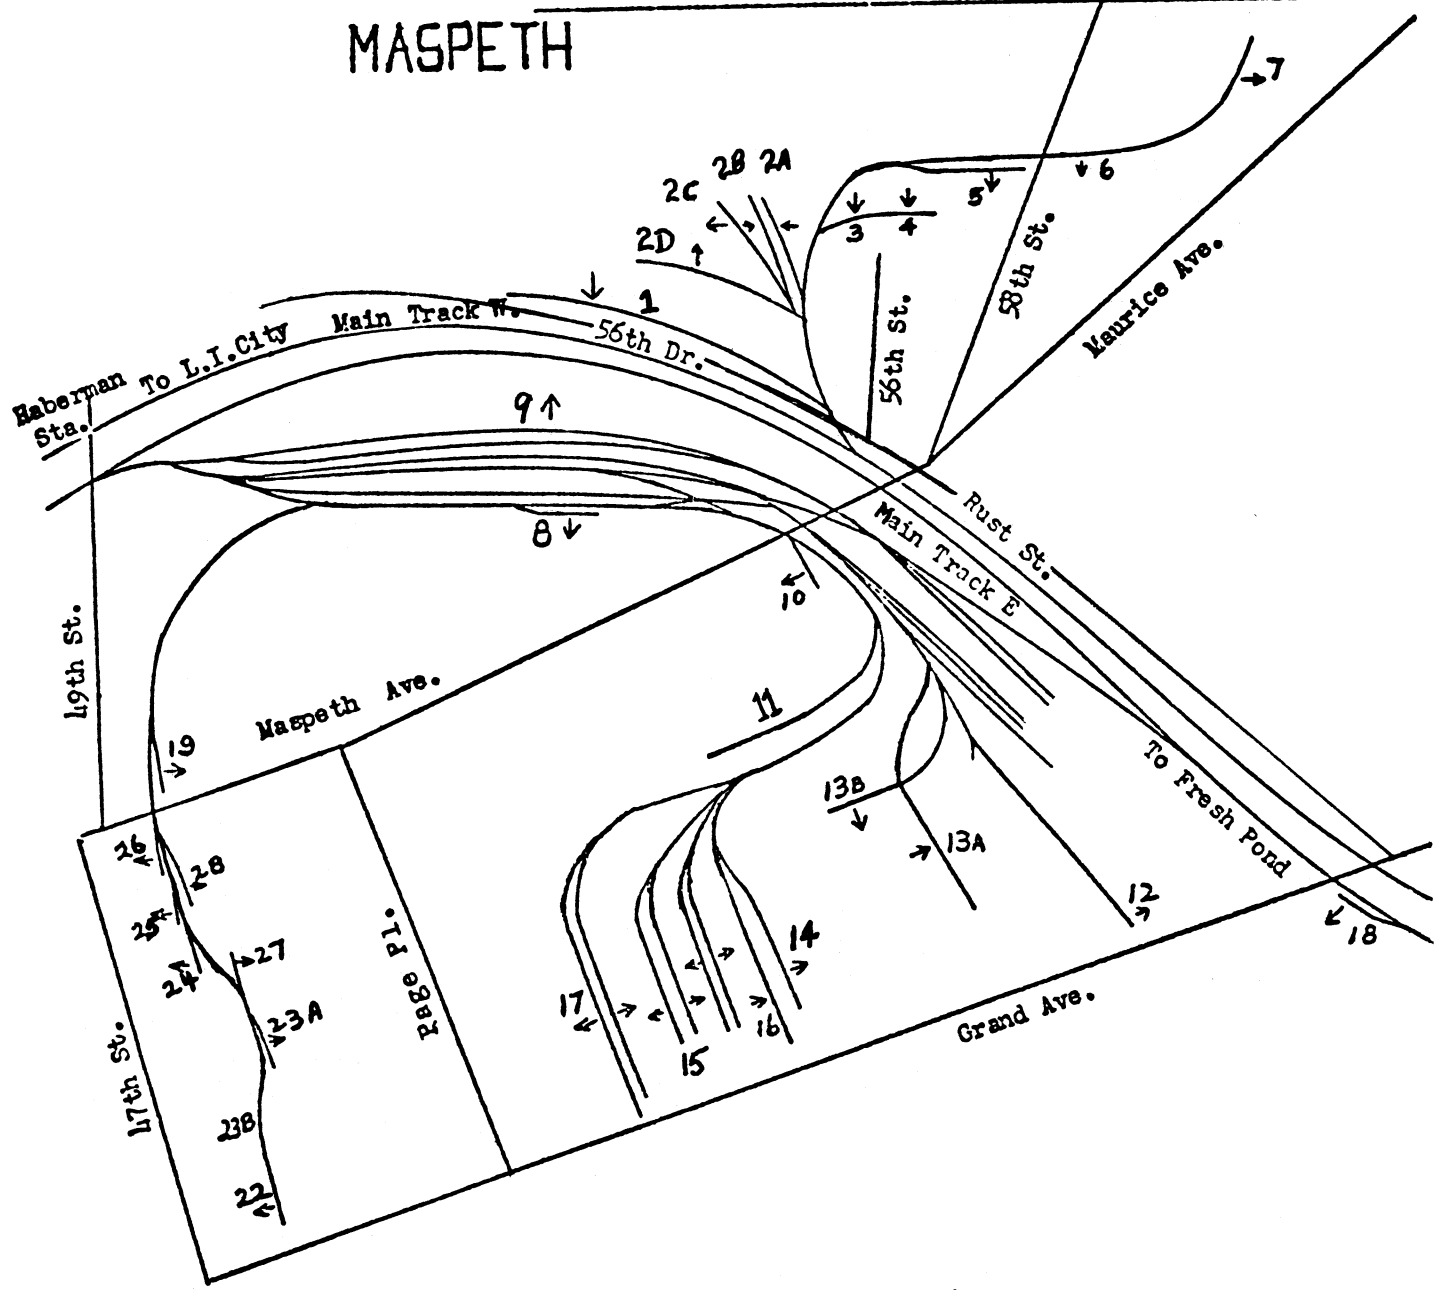 MASPETH
7
2B 2A
2C
6
5
3
4
2D
58th St.
Maurice Ave.
1
Main Track W.
56th Dr.
56th St.
To L.I.City
Haberman
Sta.
9
8
Rust St.
Main Track E
10
49th St.
Maspeth Ave.
11
19
13B
13A
To Fresh Pond
12
18
26
28
25
24
27
23A
Page Pl.
17
15
16
14
Grand Ave.
47th St.
23B
22